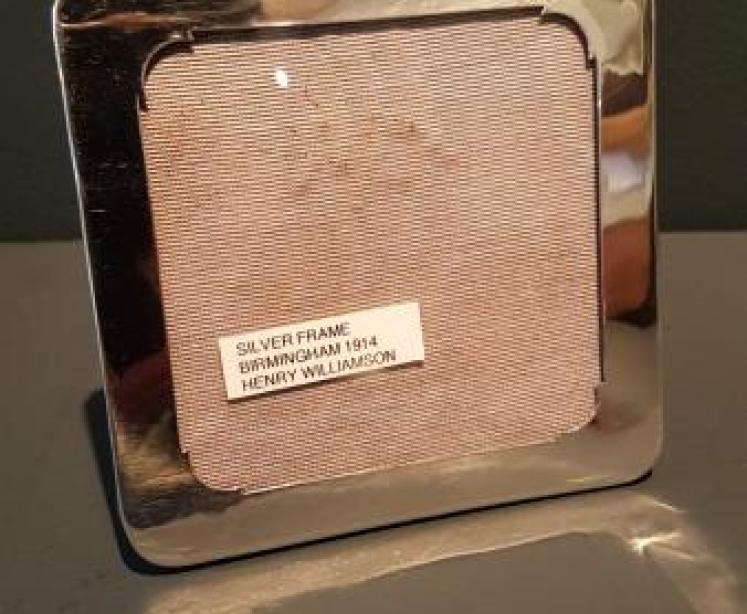 SILVER FRAME
BIRMINGHAM 1914
HENRY WILLIAMSON